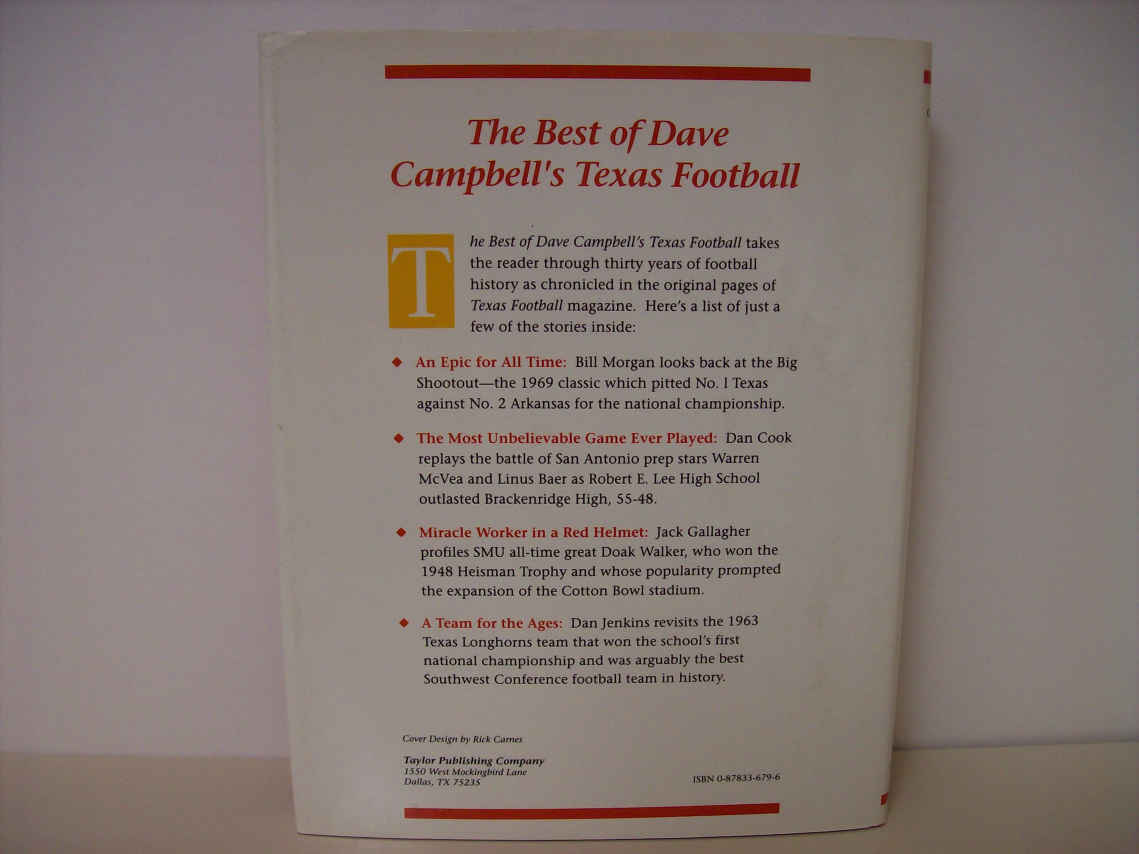 The Best of Dave
Campbell's Texas Football
The Best of Dave Campbell's Texas Football takes
the reader through thirty years of football
history as chronicled in the original pages of
Texas Football magazine. Here's a list of just a
few of the stories inside:
◆ An Epic for All Time: Bill Morgan looks back at the Big
Shootout—the 1969 classic which pitted No. 1 Texas
against No. 2 Arkansas for the national championship.
◆ The Most Unbelievable Game Ever Played: Dan Cook
replays the battle of San Antonio prep stars Warren
McVea and Linus Baer as Robert E. Lee High School
outlasted Brackenridge High, 55-48.
◆ Miracle Worker in a Red Helmet: Jack Gallagher
profiles SMU all-time great Doak Walker, who won the
1948 Heisman Trophy and whose popularity prompted
the expansion of the Cotton Bowl stadium.
◆ A Team for the Ages: Dan Jenkins revisits the 1963
Texas Longhorns team that won the school's first
national championship and was arguably the best
Southwest Conference football team in history.
Cover Design by Rick Carnes
Taylor Publishing Company
1550 West Mockingbird Lane
Dallas, TX 75235
ISBN 0-87833-679-6